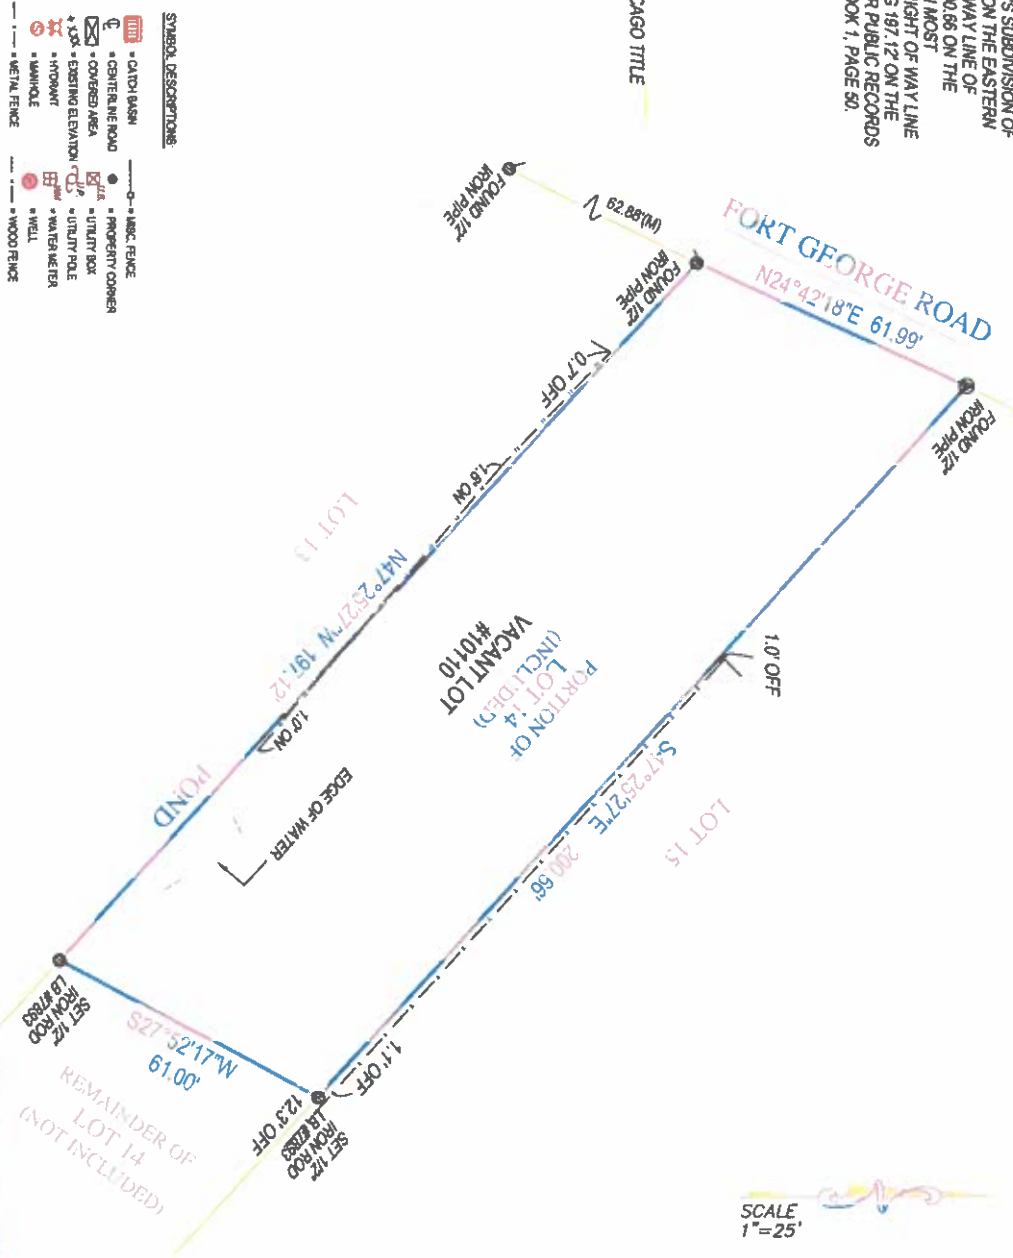 'S SUBDIVISION OF
ON THE EASTERN
WAY LINE OF
0.66 ON THE
MOST
IGHT OF WAY LINE
G 197.12' ON THE
R PUBLIC RECORDS
OOK 1, PAGE 50.
CAGO TITLE
SYMBOL DESCRIPTIONS:
= CATCH BASIN
= CENTERLINE ROAD
= COVERED AREA
= EXISTING ELEVATION
= HYDRANT
= MANHOLE
= METAL FENCE
= MISC. FENCE
= PROPERTY CORNER
= UTILITY BOX
= UTILITY POLE
= WATER METER
= WELL
= WOOD FENCE
FOUND 1/2"
IRON PIPE
62.88'(M)
FOUND 1/2"
IRON PIPE
FORT GEORGE ROAD
N24°42'18"E 61.99'
FOUND 1/2"
IRON PIPE
0.7' OFF
1.8' ON
LOT 13
N47°25'27"W 197.12'
1.0' ON
POND
EDGE OF WATER
PORTION OF
LOT 14
(INCLUDED)
VACANT LOT
#10110
1.0' OFF
S47°25'27"E
200.66'
LOT 15
1.1' OFF
12.3' OFF
SET 1/2"
IRON ROD
LB #7893
S27°52'17"W
61.00'
SET 1/2"
IRON ROD
LB #7893
REMAINDER OF
LOT 14
(NOT INCLUDED)
SCALE
1"=25'